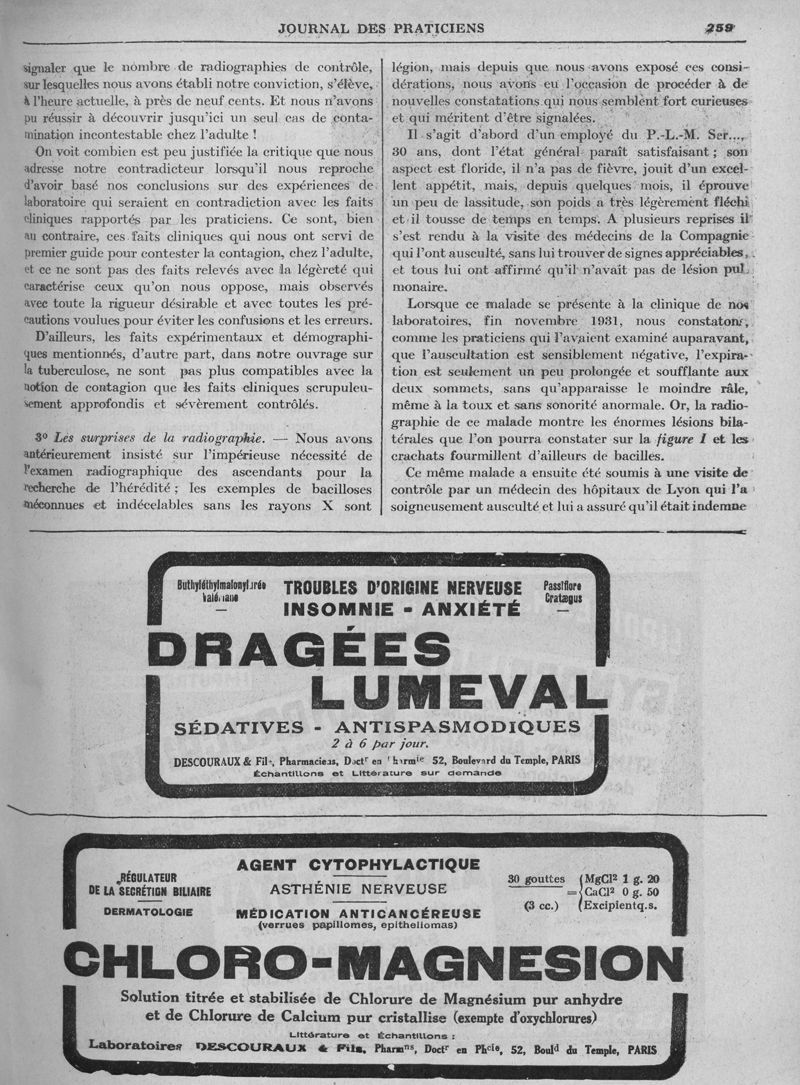 JOURNAL DES PRATICIENS
259
signaler que le nombre de radiographies de contrôle,
sur lesquelles nous avons établi notre conviction, s'élève,
à l'heure actuelle, à près de neuf cents. Et nous n'avons
pu réussir à découvrir jusqu'ici un seul cas de conta-
mination incontestable chez l'adulte !
On voit combien est peu justifiée la critique que nous
adresse notre contradicteur lorsqu'il nous reproche
d'avoir basé nos conclusions sur des expériences de
laboratoire qui seraient en contradiction avec les faits
cliniques rapportés par les praticiens. Ce sont, bien
au contraire, ces faits cliniques qui nous ont servi de
premier guide pour contester la contagion, chez l'adulte,
et ce ne sont pas des faits relevés avec la légèreté qui
caractérise ceux qu'on nous oppose, mais observés
avec toute la rigueur désirable et avec toutes les pré-
cautions voulues pour éviter les confusions et les erreurs.
D'ailleurs, les faits expérimentaux et démographi-
ques mentionnés, d'autre part, dans notre ouvrage sur
la tuberculose, ne sont pas plus compatibles avec la
notion de contagion que les faits cliniques scrupuleu-
sement approfondis et sévèrement contrôlés.
3º Les surprises de la radiographie. — Nous avons
antérieurement insisté sur l'impérieuse nécessité de
l'examen radiographique des ascendants pour la
recherche de l'hérédité ; les exemples de bacilloses
méconnues et indécelables sans les rayons X sont
légion, mais depuis que nous avons exposé ces consi-
dérations, nous avons eu l'occasion de procéder à de
nouvelles constatations qui nous semblent fort curieuses
et qui méritent d'être signalées.
Il s'agit d'abord d'un employé du P.-L.-M. Ser...,
30 ans, dont l'état général paraît satisfaisant ; son
aspect est floride, il n'a pas de fièvre, jouit d'un excel-
lent appétit, mais, depuis quelques mois, il éprouve
un peu de lassitude, son poids a très légèrement fléchi
et il tousse de temps en temps. A plusieurs reprises il
s'est rendu à la visite des médecins de la Compagnie
qui l'ont ausculté, sans lui trouver de signes appréciables,
et tous lui ont affirmé qu'il n'avait pas de lésion pul
monaire.
Lorsque ce malade se présente à la clinique de nos
laboratoires, fin novembre 1931, nous constatons,
comme les praticiens qui l'avaient examiné auparavant,
que l'auscultation est sensiblement négative, l'expira-
tion est seulement un peu prolongée et soufflante aux
deux sommets, sans qu'apparaisse le moindre râle,
même à la toux et sans sonorité anormale. Or, la radio-
graphie de ce malade montre les énormes lésions bila-
térales que l'on pourra constater sur la figure I et les
crachats fourmillent d'ailleurs de bacilles.
Ce même malade a ensuite été soumis à une visite de
contrôle par un médecin des hôpitaux de Lyon qui l'a
soigneusement ausculté et lui a assuré qu'il était indemne
Buthyléthylmalonylurée
Valériane
TROUBLES D'ORIGINE NERVEUSE
INSOMNIE - ANXIÉTÉ
Passiflore
Cratægus
DRAGÉES
LUMEVAL
SÉDATIVES - ANTISPASMODIQUES
2 à 6 par jour.
DESCOURAUX & Fils, Pharmaciens, Doctr en Pharmie 52, Boulevard du Temple, PARIS
Échantillons et Littérature sur demande
RÉGULATEUR
DE LA SECRÉTION BILIAIRE
DERMATOLOGIE
AGENT CYTOPHYLACTIQUE
ASTHÉNIE NERVEUSE
MÉDICATION ANTICANCÉREUSE
(verrues papillomes, epitheliomas)
30 gouttes
(3 cc.)
= { MgCl² 1 g. 20
CaCl² 0 g. 50
Excipient q.s.
CHLORO-MAGNESION
Solution titrée et stabilisée de Chlorure de Magnésium pur anhydre
et de Chlorure de Calcium pur cristallise (exempte d'oxychlorures)
Littérature et Échantillons :
Laboratoires DESCOURAUX & Fils, Pharmns, Doctr en Phcie, 52, Bould du Temple, PARIS